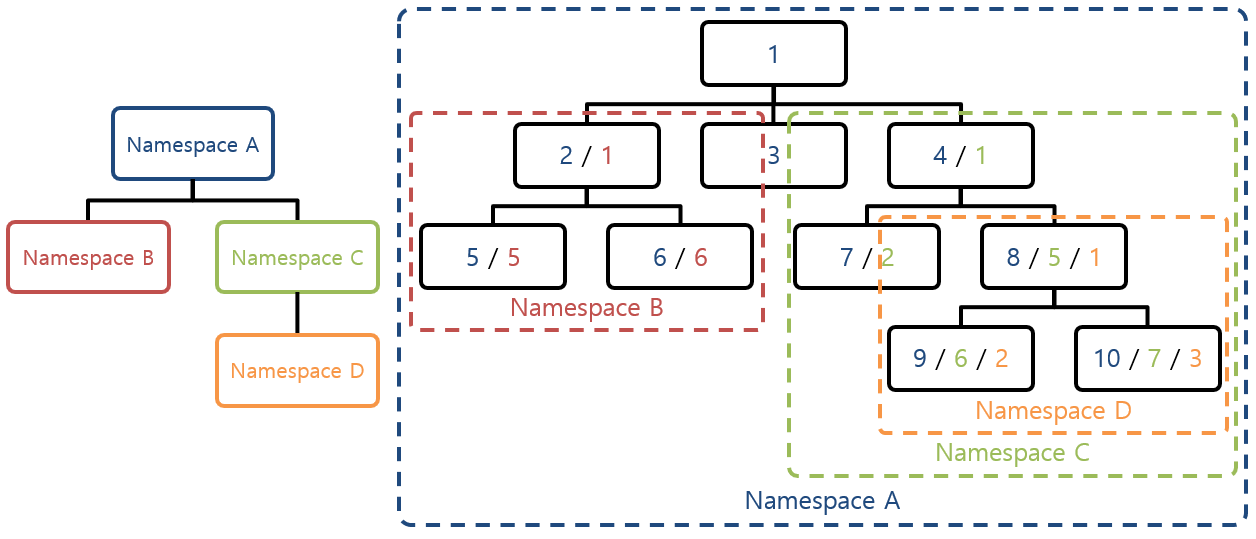 Namespace A
Namespace B
Namespace C
Namespace D
1
2 / 1
3
4 / 1
5 / 5
6 / 6
7 / 2
8 / 5 / 1
Namespace B
9 / 6 / 2
10 / 7 / 3
Namespace D
Namespace C
Namespace A